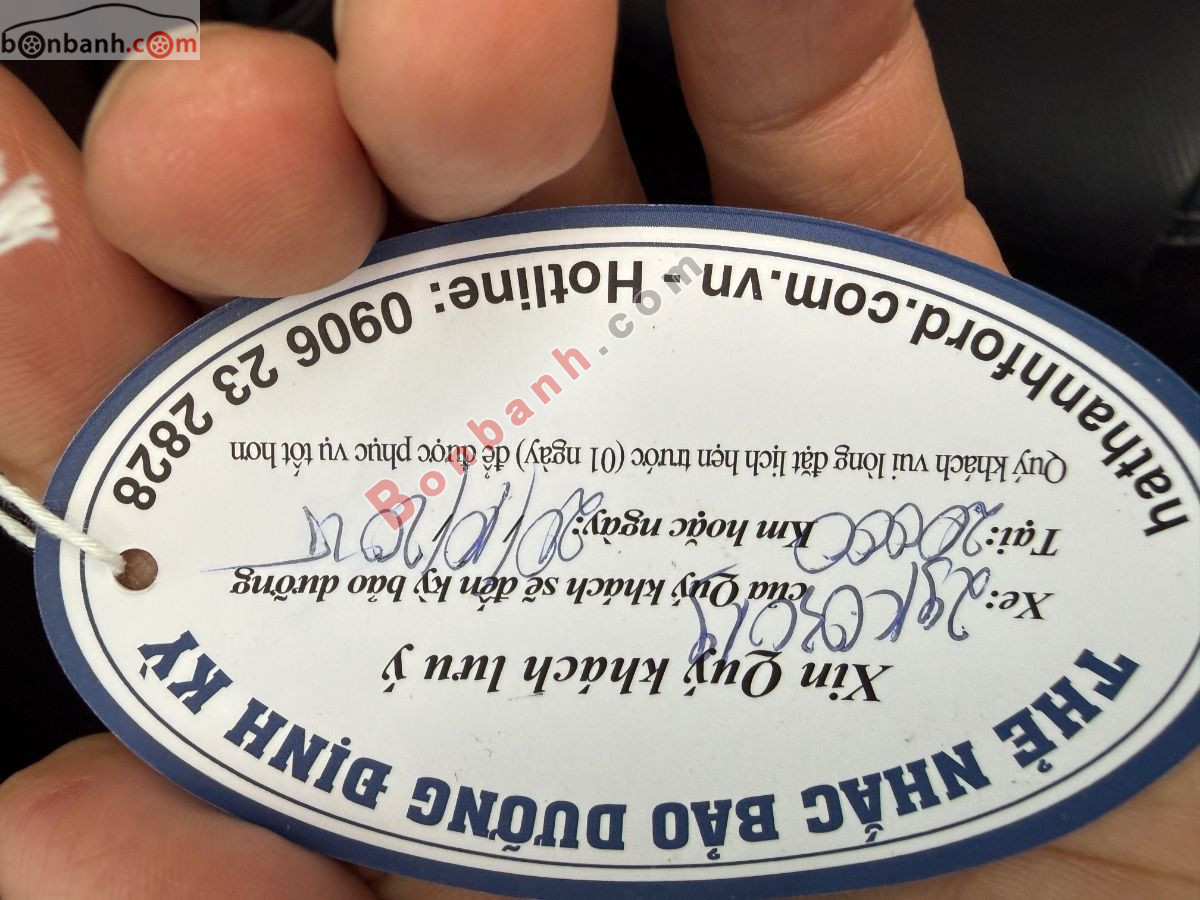 THẺ NHẮC BẢO DƯỠNG ĐỊNH KỲ
Xin Quý khách lưu ý
Xe: của Quý khách sẽ đến kỳ bảo dưỡng
Tại: 20000 Km hoặc ngày:
Quý khách vui lòng đặt lịch hẹn trước (01 ngày) để được phục vụ tốt hơn
hathanhford.com.vn - Hotline: 0906 23 2828
bonbanh.com
Bonbanh.com